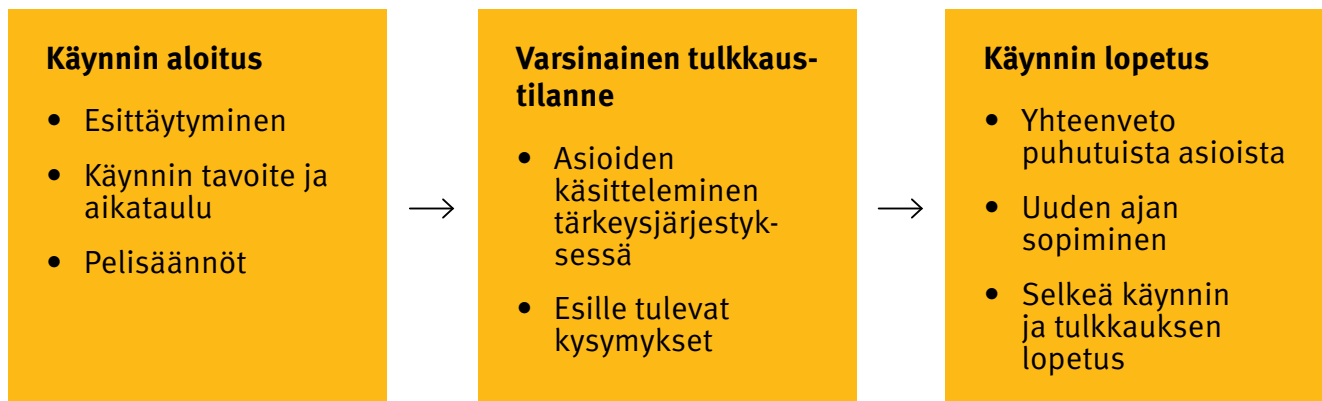 Käynnin aloitus
• Esittäytyminen
• Käynnin tavoite ja
aikataulu
• Pelisäännöt
Varsinainen tulkkaus-
tilanne
• Asioiden
käsitteleminen
tärkeysjärjestyk-
sessä
• Esille tulevat
kysymykset
Käynnin lopetus
• Yhteenveto
puhutuista asioista
• Uuden ajan
sopiminen
• Selkeä käynnin
ja tulkkauksen
lopetus